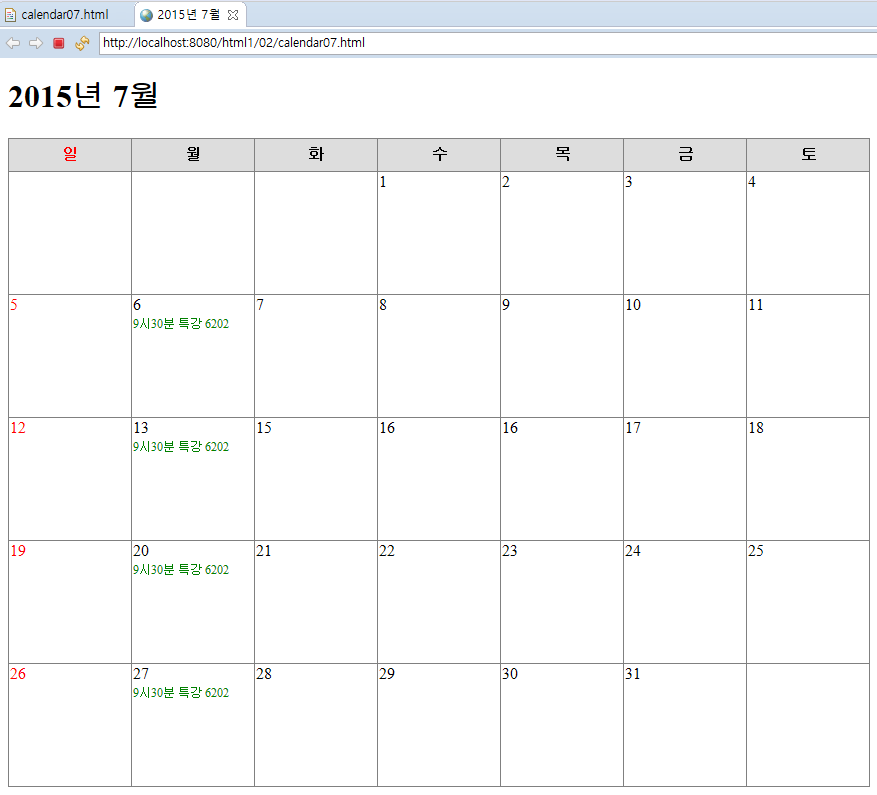 calendar07.html 2015년 7월
http://localhost:8080/html1/02/calendar07.html
2015년 7월
일 월 화 수 목 금 토
1 2 3 4
5 6 7 8 9 10 11
9시30분 특강 6202
12 13 15 16 16 17 18
9시30분 특강 6202
19 20 21 22 23 24 25
9시30분 특강 6202
26 27 28 29 30 31
9시30분 특강 6202